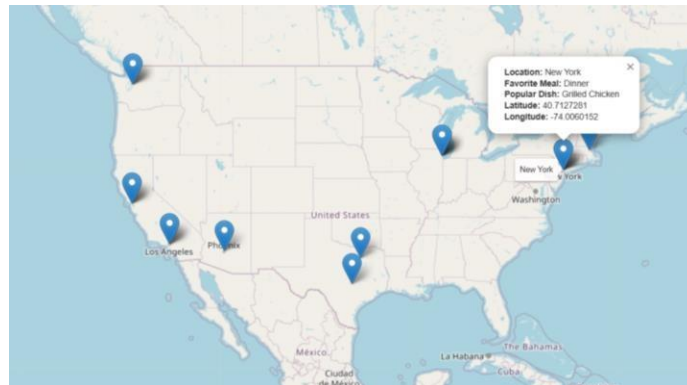 Location: New York
Favorite Meal: Dinner
Popular Dish: Grilled Chicken
Latitude: 40.7127281
Longitude: -74.0060152
×
New York
York
Washington
United States
Los Angeles
México
La Habana
The Bahamas
Cuba
Ciudad
de México